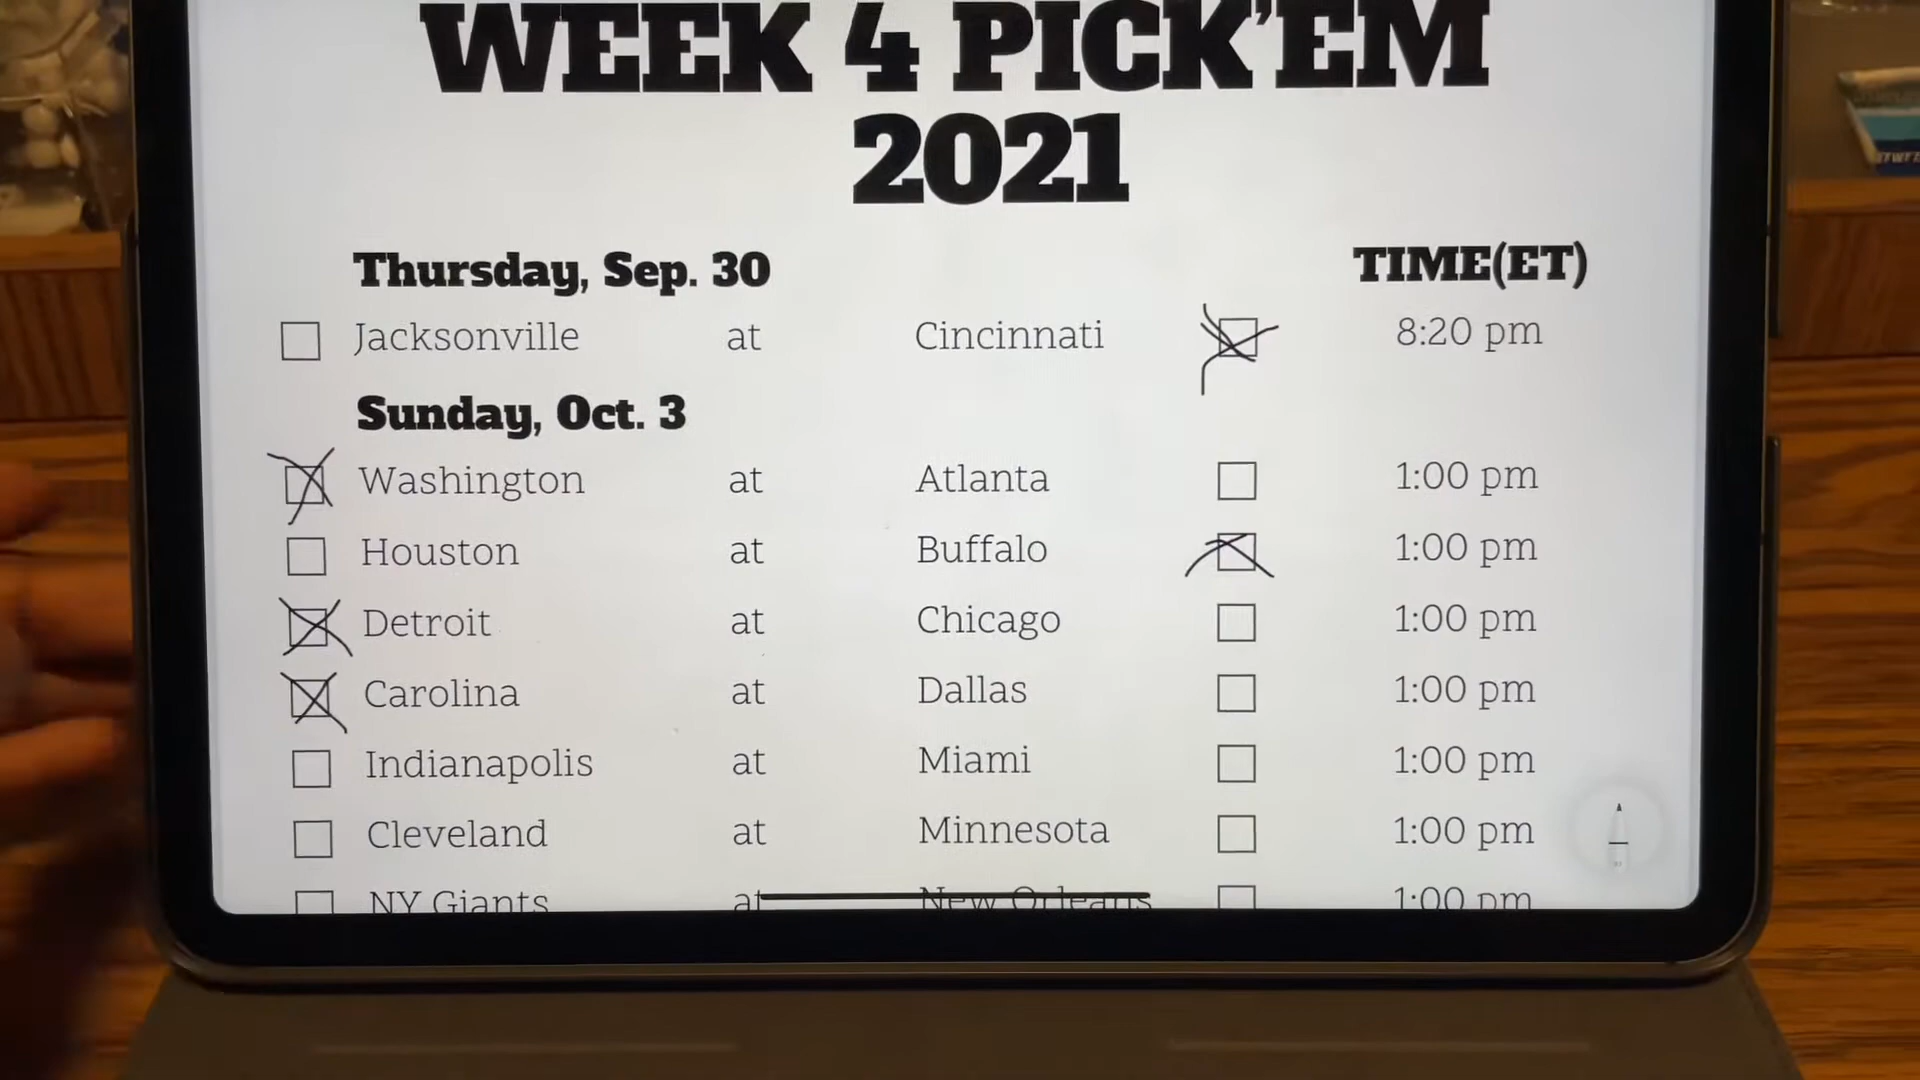 WEEK 4 PICK'EM
2021
Thursday, Sep. 30 TIME(ET)
Jacksonville at Cincinnati 8:20 pm
Sunday, Oct. 3
Washington at Atlanta 1:00 pm
Houston at Buffalo 1:00 pm
Detroit at Chicago 1:00 pm
Carolina at Dallas 1:00 pm
Indianapolis at Miami 1:00 pm
Cleveland at Minnesota 1:00 pm
NY Giants at New Orleans 1:00 pm